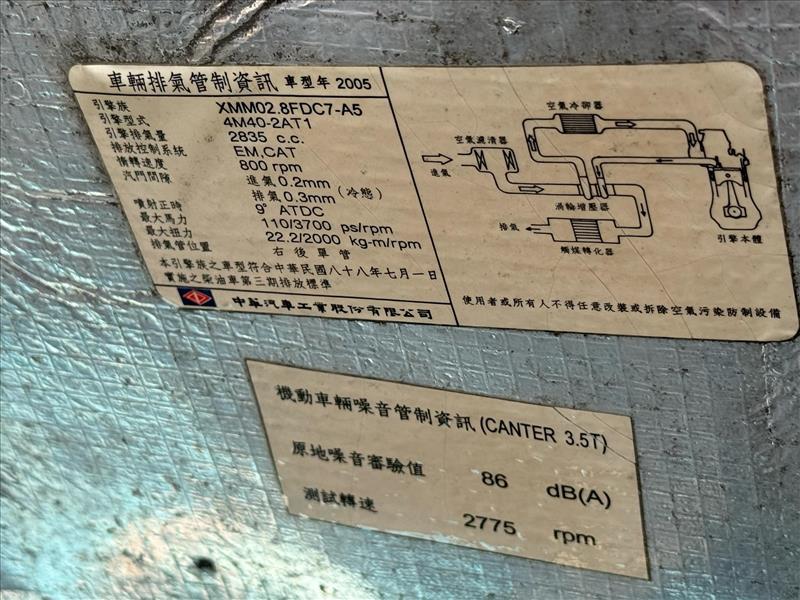 車輛排氣管制資訊 車型年 2005
引擎族 XMM02.8FDC7-A5
引擎型式 4M40-2AT1
引擎排氣量 2835 c.c.
排放控制系統 EM,CAT
惰轉速度 800 rpm
汽門間隙 進氣0.2mm (冷態)
排氣0.3mm
噴射正時 9° ATDC
最大馬力 110/3700 ps/rpm
最大扭力 22.2/2000 kg-m/rpm
排氣管位置 右後單管
本引擎族之車型符合中華民國八十八年七月一日
實施之柴油車第三期排放標準
中華汽車工業股份有限公司
空氣冷卻器
空氣濾清器
進氣
渦輪增壓器
排氣
觸媒轉化器
引擎本體
使用者或所有人不得任意改裝或拆除空氣污染防制設備
機動車輛噪音管制資訊(CANTER 3.5T)
原地噪音審驗值 86 dB(A)
測試轉速 2775 rpm